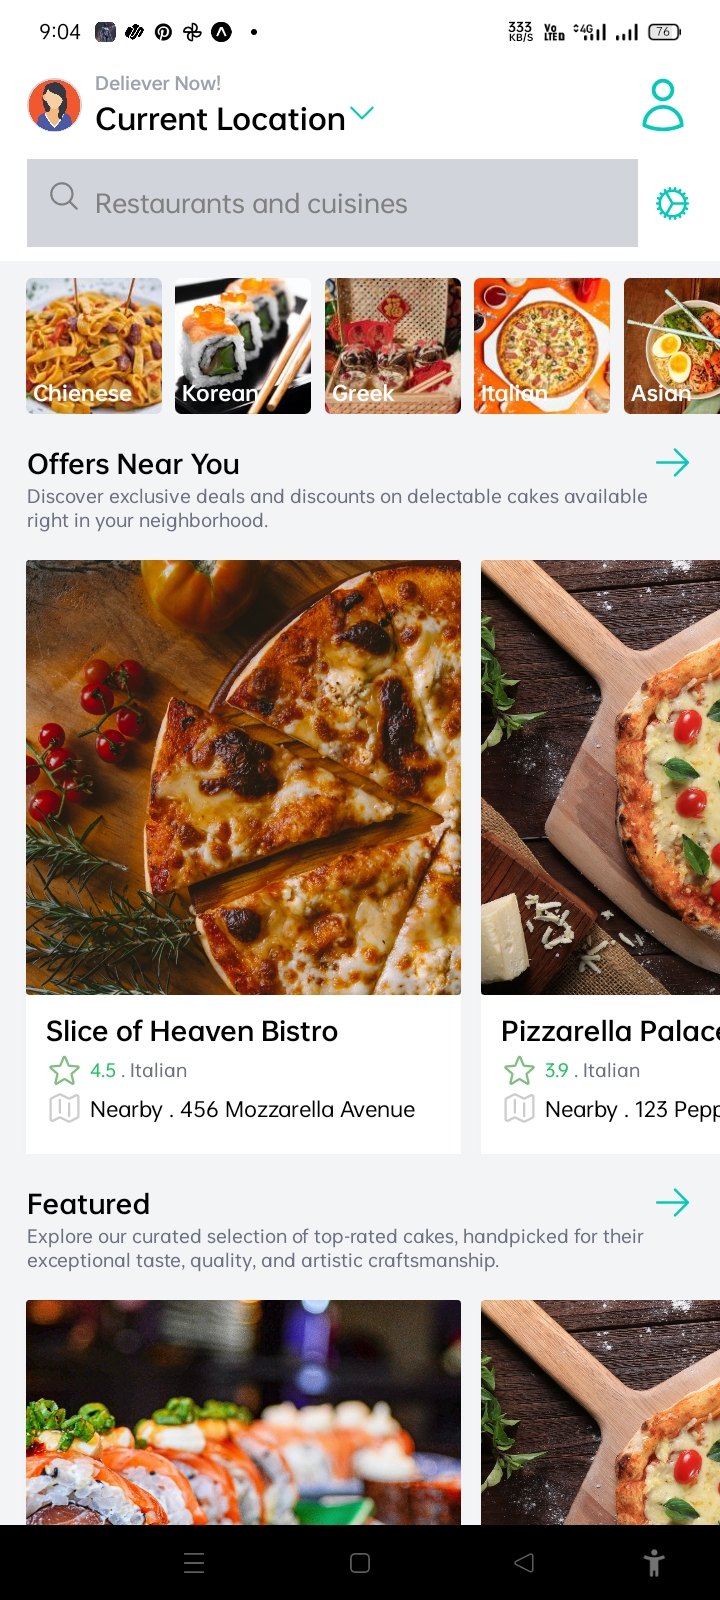 9:04
333
KB/S
Vo
LTED
4G
76
Deliever Now!
Current Location
Restaurants and cuisines
Chienese
Korean
Greek
Italian
Asian
Offers Near You
Discover exclusive deals and discounts on delectable cakes available
right in your neighborhood.
Slice of Heaven Bistro
4.5 . Italian
Nearby . 456 Mozzarella Avenue
Pizzarella Palace
3.9 . Italian
Nearby . 123 Pepp
Featured
Explore our curated selection of top-rated cakes, handpicked for their
exceptional taste, quality, and artistic craftsmanship.